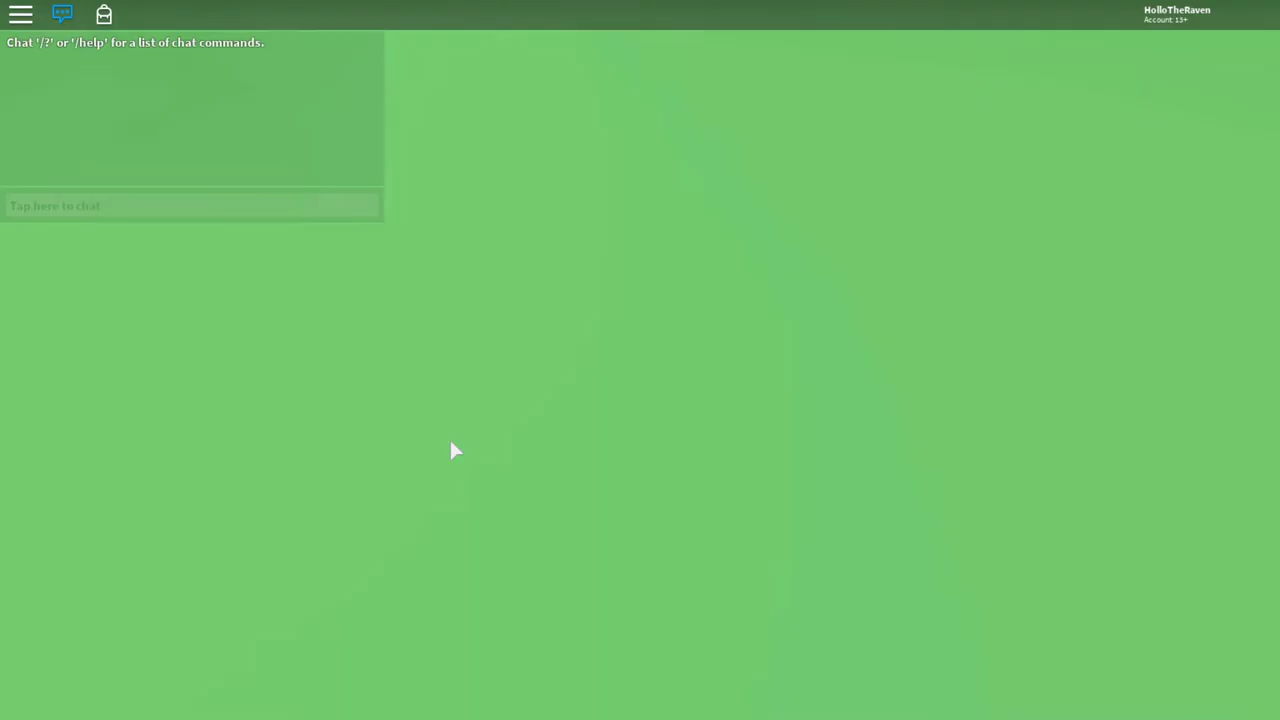 HolloTheRaven
Account: 13+
Chat '/?' or '/help' for a list of chat commands.
Tap here to chat